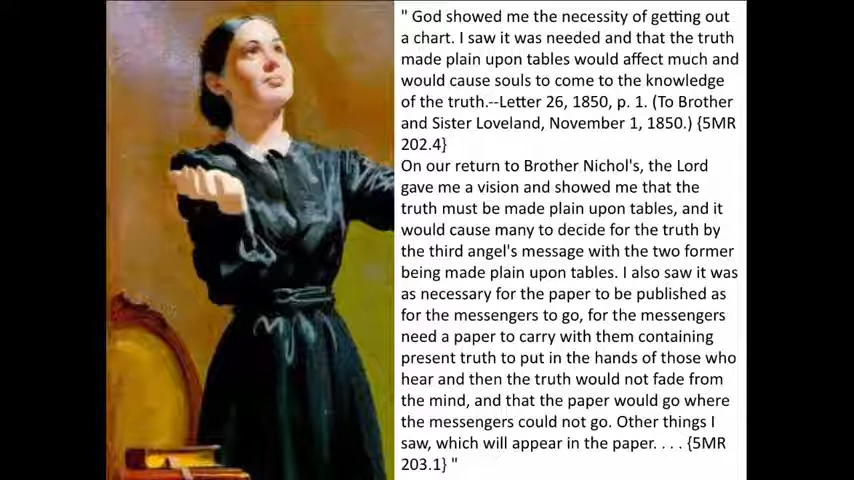 " God showed me the necessity of getting out
a chart. I saw it was needed and that the truth
made plain upon tables would affect much and
would cause souls to come to the knowledge
of the truth.--Letter 26, 1850, p. 1. (To Brother
and Sister Loveland, November 1, 1850.) {5MR
202.4}
On our return to Brother Nichol's, the Lord
gave me a vision and showed me that the
truth must be made plain upon tables, and it
would cause many to decide for the truth by
the third angel's message with the two former
being made plain upon tables. I also saw it was
as necessary for the paper to be published as
for the messengers to go, for the messengers
need a paper to carry with them containing
present truth to put in the hands of those who
hear and then the truth would not fade from
the mind, and that the paper would go where
the messengers could not go. Other things I
saw, which will appear in the paper. . . . {5MR
203.1} "